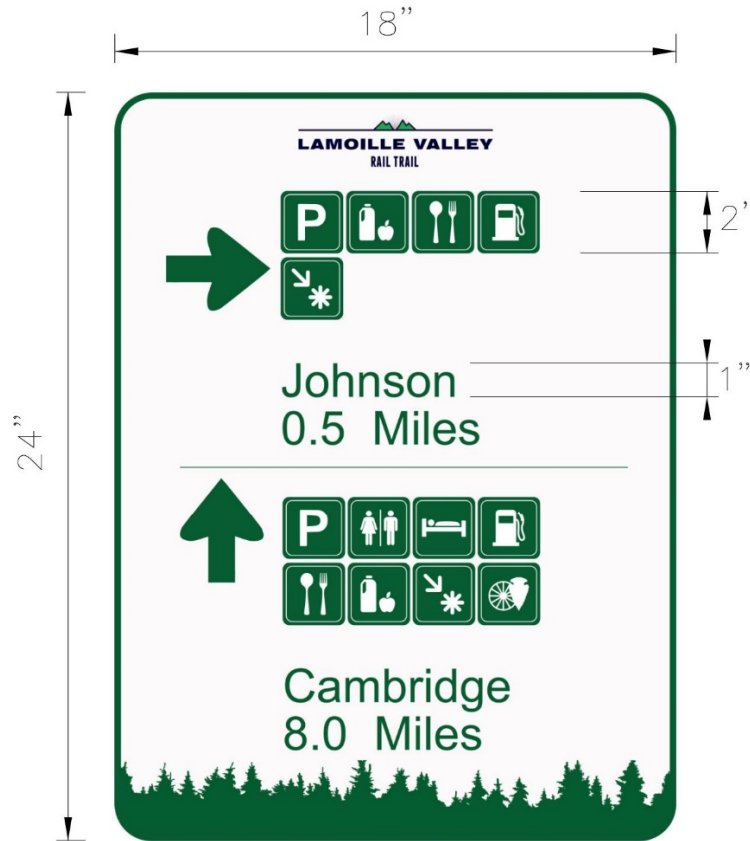 18”
24”
LAMOILLE VALLEY
RAIL TRAIL
P
2'
Johnson
0.5 Miles
1”
P
Cambridge
8.0 Miles